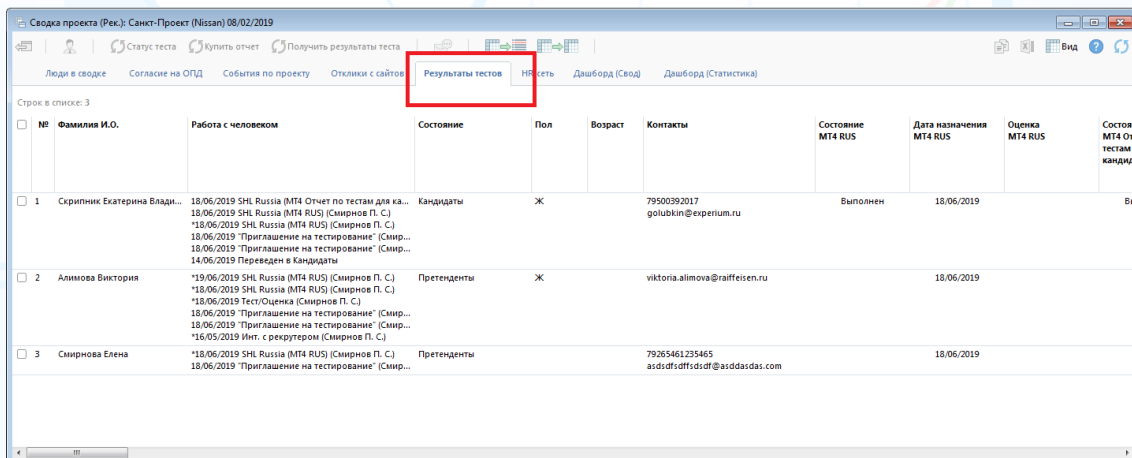 Сводка проекта (Рек.): Санкт-Проект (Nissan) 08/02/2019
Статус теста Купить отчет Получить результаты теста Вид
Люди в сводке Согласие на ОПД События по проекту Отклики с сайтов Результаты тестов HR сеть Дашборд (Свод) Дашборд (Статистика)
Строк в списке: 3
№ Фамилия И.О. Работа с человеком Состояние Пол Возраст Контакты Состояние Дата назначения Оценка Состоя
MT4 RUS MT4 RUS MT4 RUS MT4 От
тестам
кандид
1 Скрипник Екатерина Влади... 18/06/2019 SHL Russia (MT4 Отчет по тестам для ка... Кандидаты Ж 79500392017 Выполнен 18/06/2019 Вы
18/06/2019 SHL Russia (MT4 RUS) (Смирнов П. С.) golubkin@experium.ru
*18/06/2019 SHL Russia (MT4 RUS) (Смирнов П. С.)
18/06/2019 "Приглашение на тестирование" (Смир...
18/06/2019 "Приглашение на тестирование" (Смир...
14/06/2019 Переведен в Кандидаты
2 Алимова Виктория *19/06/2019 SHL Russia (MT4 RUS) (Смирнов П. С.) Претенденты Ж viktoria.alimova@raiffeisen.ru 18/06/2019
*18/06/2019 SHL Russia (MT4 RUS) (Смирнов П. С.)
*18/06/2019 Тест/Оценка (Смирнов П. С.)
18/06/2019 "Приглашение на тестирование" (Смир...
18/06/2019 "Приглашение на тестирование" (Смир...
*16/05/2019 Инт. с рекрутером (Смирнов П. С.)
3 Смирнова Елена *18/06/2019 SHL Russia (MT4 RUS) (Смирнов П. С.) Претенденты 79265461235465 18/06/2019
18/06/2019 "Приглашение на тестирование" (Смир... asdsdfsdffsdsdf@asddasdas.com